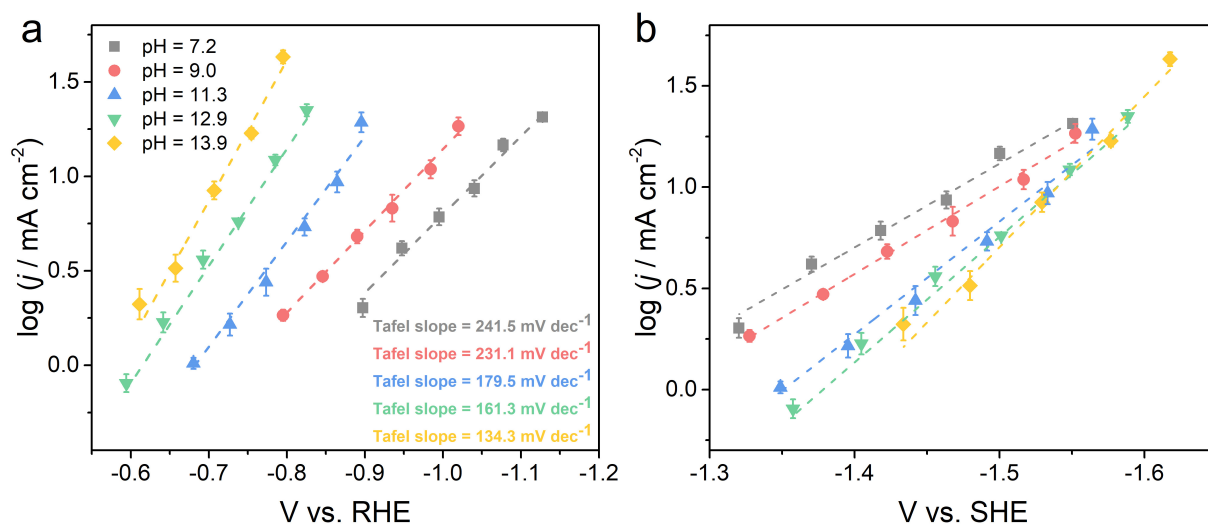 a
pH = 7.2
pH = 9.0
pH = 11.3
pH = 12.9
pH = 13.9
1.5
1.0
0.5
0.0
log (j / mA cm⁻²)
Tafel slope = 241.5 mV dec⁻¹
Tafel slope = 231.1 mV dec⁻¹
Tafel slope = 179.5 mV dec⁻¹
Tafel slope = 161.3 mV dec⁻¹
Tafel slope = 134.3 mV dec⁻¹
-0.6 -0.7 -0.8 -0.9 -1.0 -1.1 -1.2
V vs. RHE
b
1.5
1.0
0.5
0.0
log (j / mA cm⁻²)
-1.3 -1.4 -1.5 -1.6
V vs. SHE